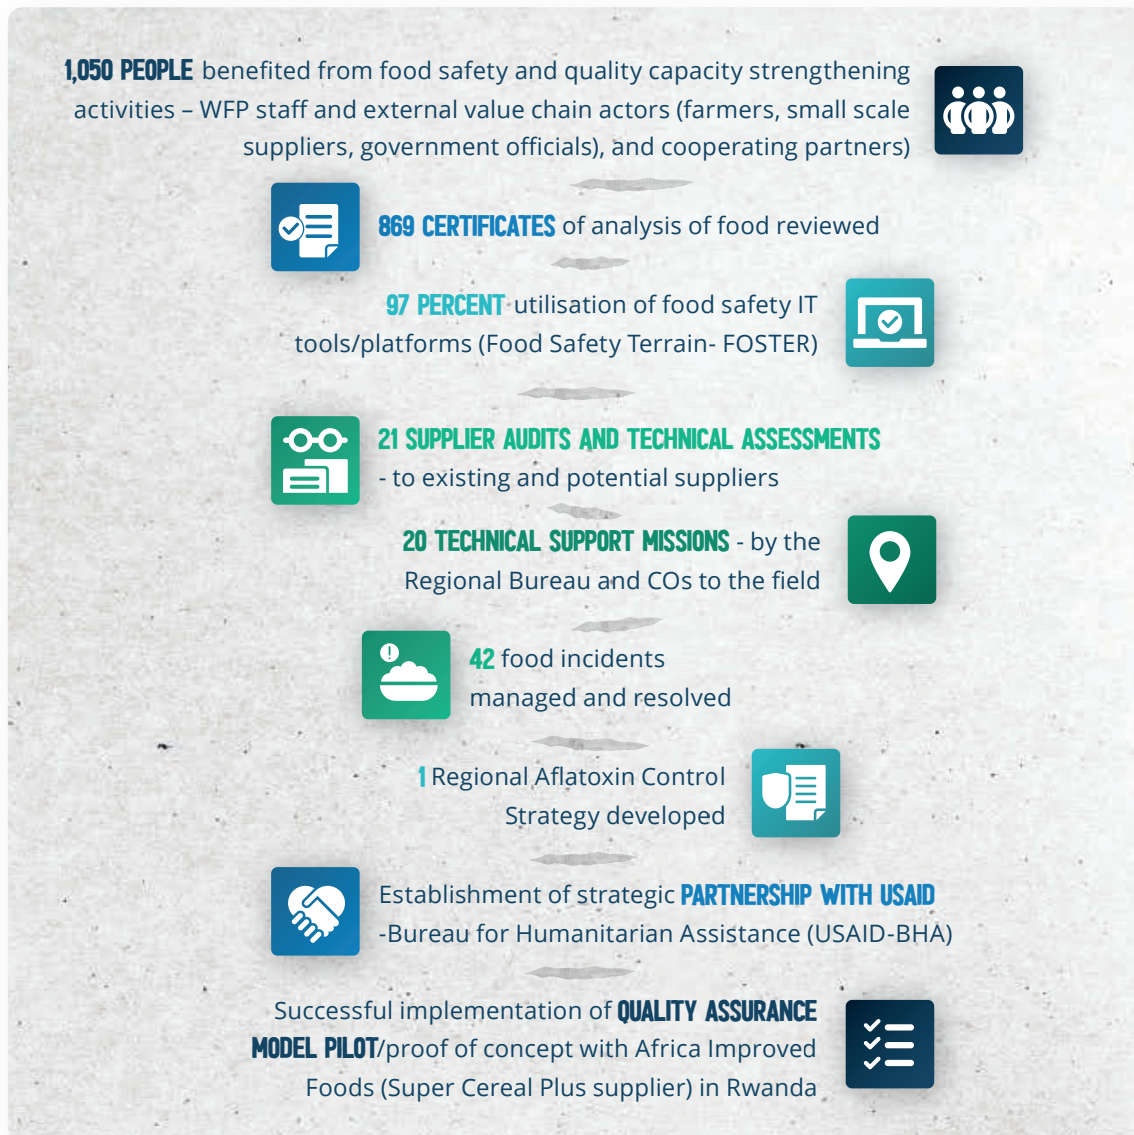 1,050 PEOPLE benefited from food safety and quality capacity strengthening
activities – WFP staff and external value chain actors (farmers, small scale
suppliers, government officials), and cooperating partners)
869 CERTIFICATES of analysis of food reviewed
97 PERCENT utilisation of food safety IT
tools/platforms (Food Safety Terrain- FOSTER)
21 SUPPLIER AUDITS AND TECHNICAL ASSESSMENTS
- to existing and potential suppliers
20 TECHNICAL SUPPORT MISSIONS - by the
Regional Bureau and COs to the field
42 food incidents
managed and resolved
1 Regional Aflatoxin Control
Strategy developed
Establishment of strategic PARTNERSHIP WITH USAID
-Bureau for Humanitarian Assistance (USAID-BHA)
Successful implementation of QUALITY ASSURANCE
MODEL PILOT/proof of concept with Africa Improved
Foods (Super Cereal Plus supplier) in Rwanda